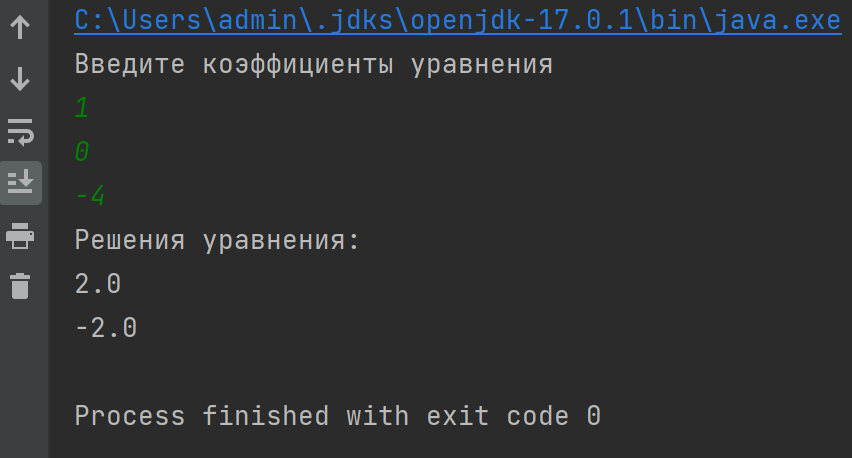 C:\Users\admin\.jdks\openjdk-17.0.1\bin\java.exe
Введите коэффициенты уравнения
1
0
-4
Решения уравнения:
2.0
-2.0
Process finished with exit code 0